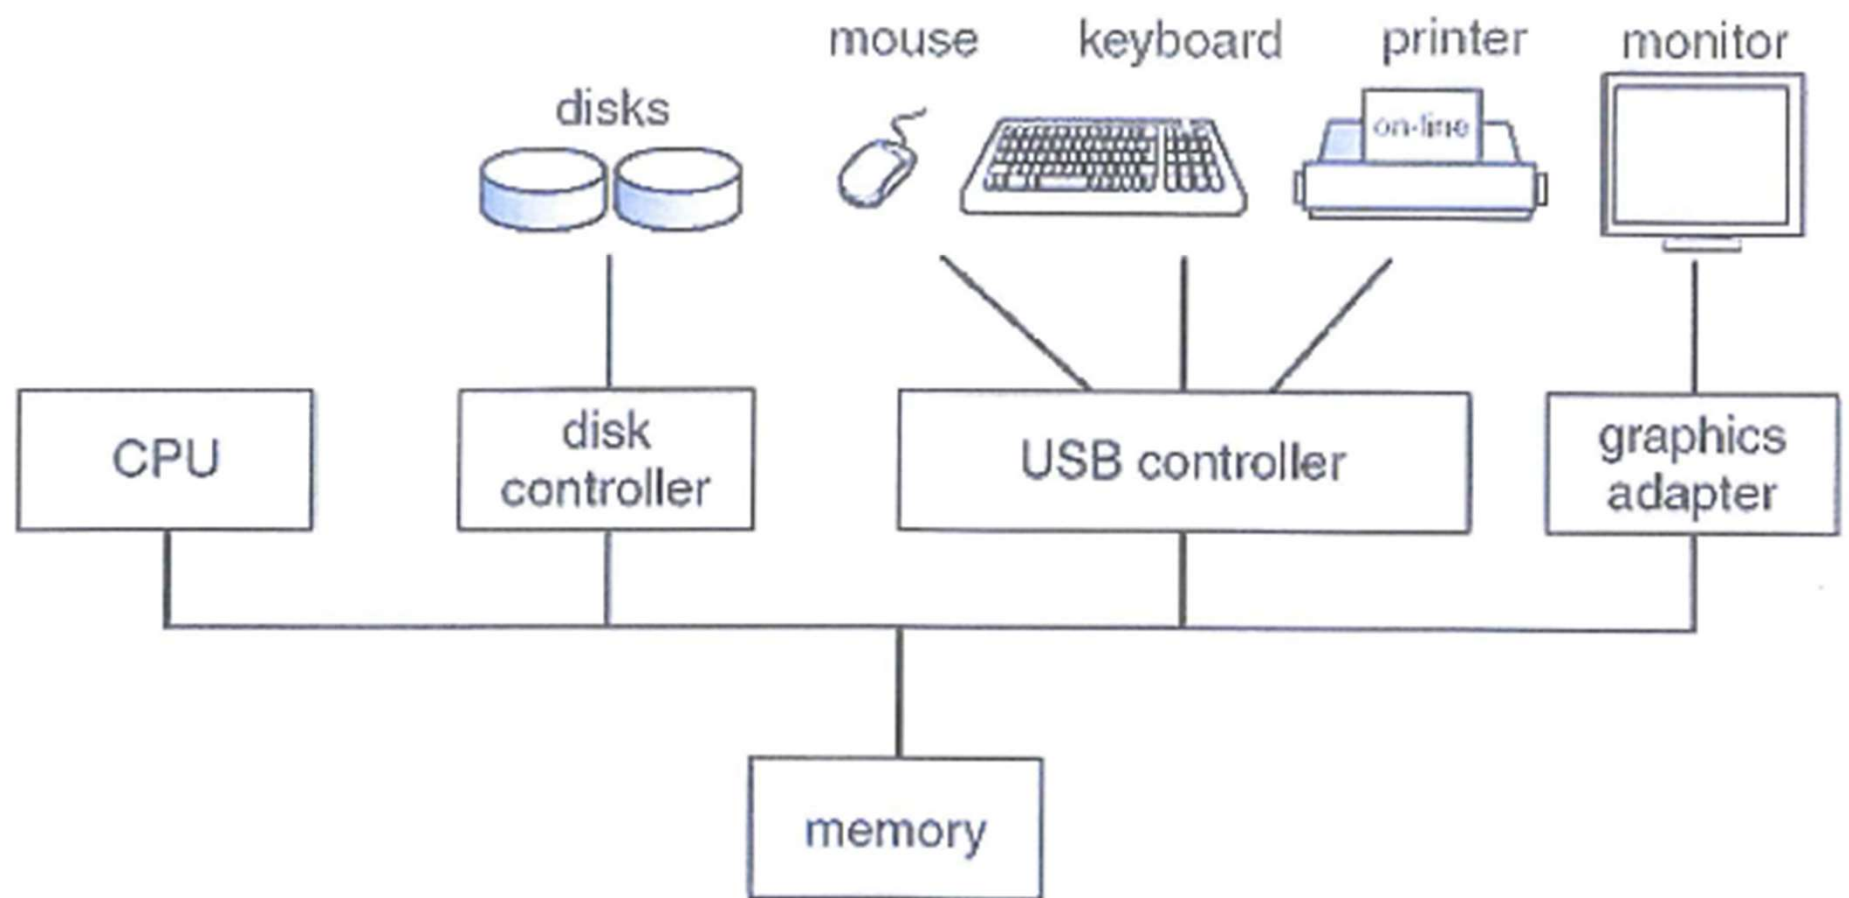 mouse
keyboard
printer
monitor
disks
on-line
CPU
disk
controller
USB controller
graphics
adapter
memory